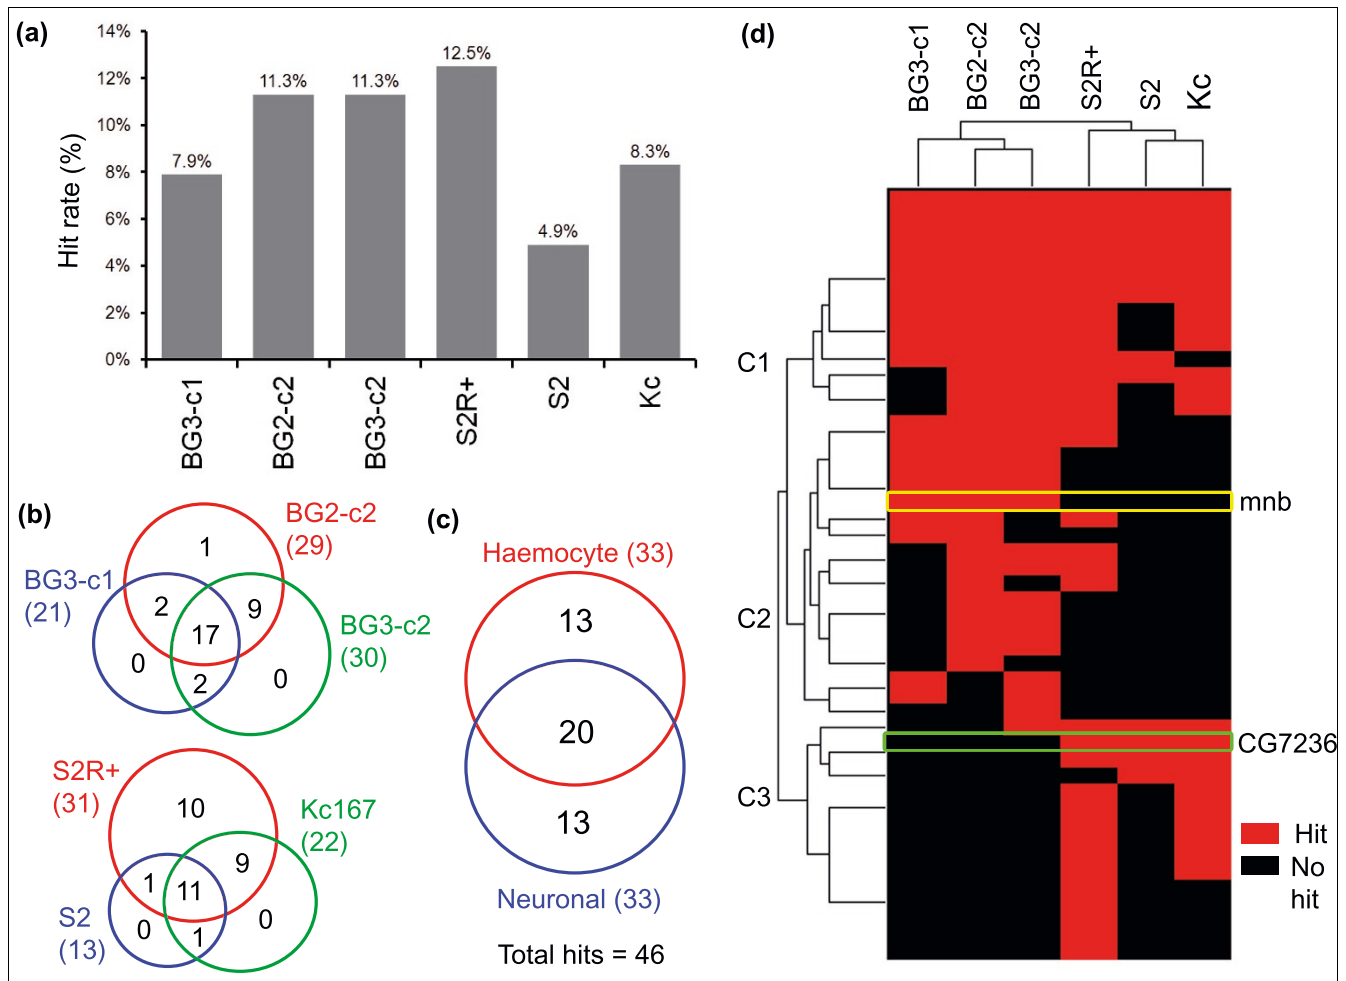 (a)
14%
12%
10%
8%
6%
4%
2%
0%
Hit rate (%)
7.9%
11.3%
11.3%
12.5%
4.9%
8.3%
BG3-c1
BG2-c2
BG3-c2
S2R+
S2
Kc
(b)
BG2-c2
(29)
BG3-c1
(21)
BG3-c2
(30)
1
2
9
17
0
2
0
S2R+
(31)
Kc167
(22)
S2
(13)
10
9
1
11
0
1
0
(c)
Haemocyte (33)
13
20
13
Neuronal (33)
Total hits = 46
(d)
BG3-c1
BG2-c2
BG3-c2
S2R+
S2
Kc
C1
C2
C3
mnb
CG7236
Hit
No
hit